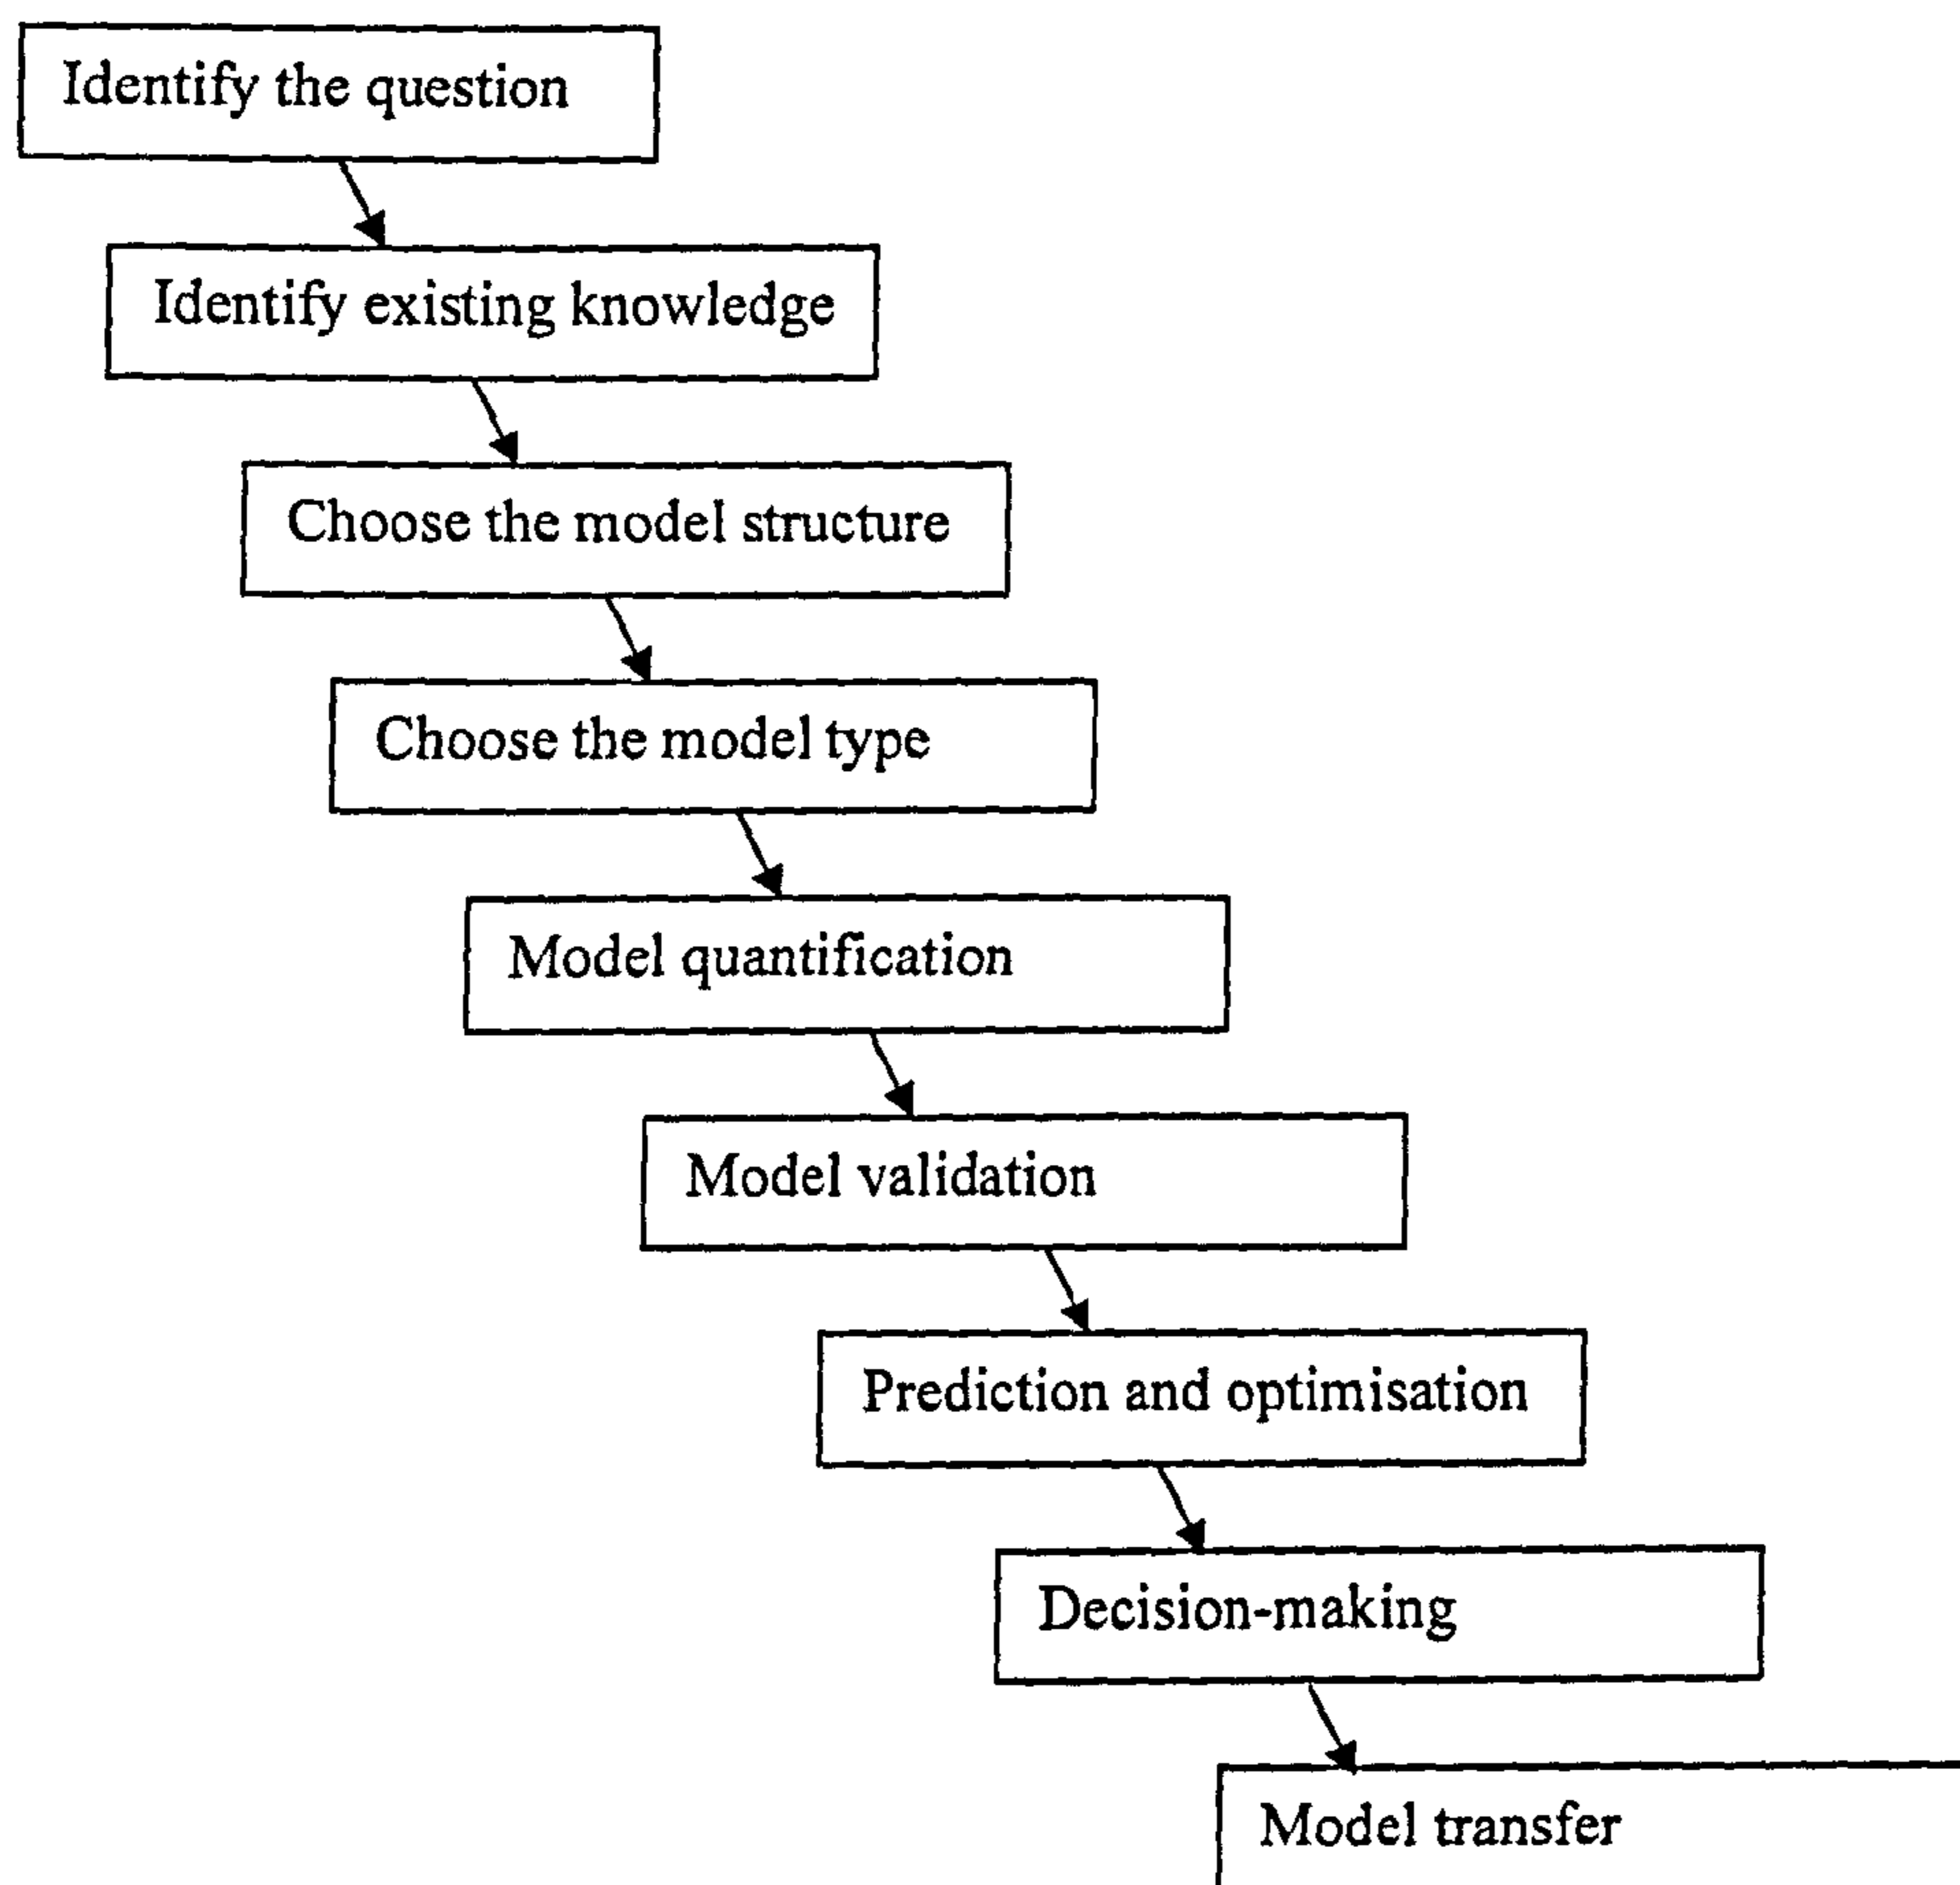 Identify the question
Identify existing knowledge
Choose the model structure
Choose the model type
Model quantification
Model validation
Prediction and optimisation
Decision-making
Model transfer